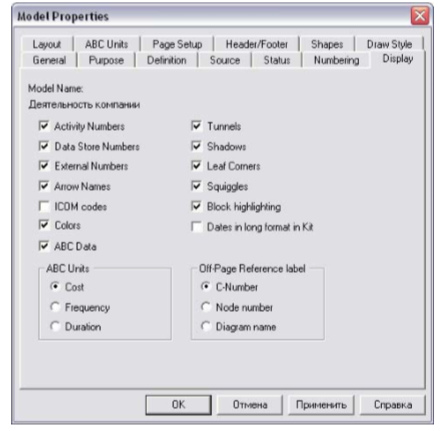 Model Properties
Layout ABC Units Page Setup Header/Footer Shapes Draw Style
General Purpose Definition Source Status Numbering Display
Model Name:
Деятельность компании
Activity Numbers Tunnels
Data Store Numbers Shadows
External Numbers Leaf Corners
Arrow Names Squiggles
ICOM codes Block highlighting
Colors Dates in long format in Kit
ABC Data
ABC Units Off-Page Reference label
Cost C-Number
Frequency Node number
Duration Diagram name
OK Отмена Применить Справка